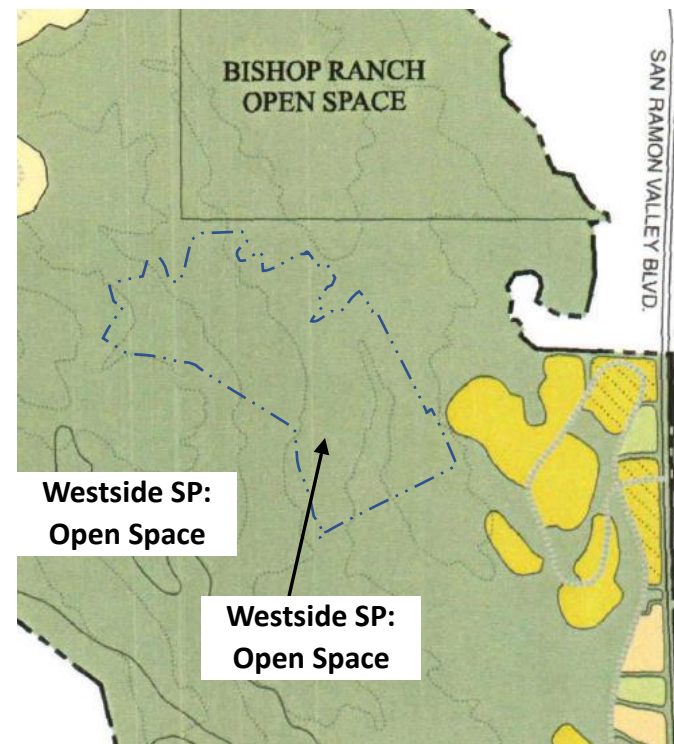 BISHOP RANCH
OPEN SPACE
SAN RAMON VALLEY BLVD.
Westside SP:
Open Space
Westside SP:
Open Space